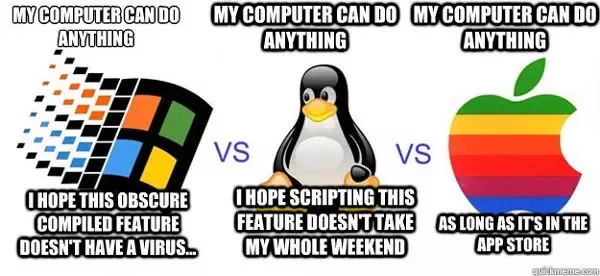 MY COMPUTER CAN DO
ANYTHING
I HOPE THIS OBSCURE
COMPILED FEATURE
DOESN'T HAVE A VIRUS...
VS
MY COMPUTER CAN DO
ANYTHING
I HOPE SCRIPTING THIS
FEATURE DOESN'T TAKE
MY WHOLE WEEKEND
VS
MY COMPUTER CAN DO
ANYTHING
AS LONG AS IT'S IN THE
APP STORE
quickmeme.com